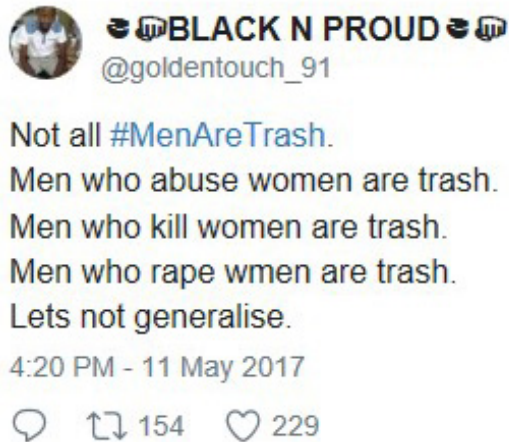 BLACK N PROUD
@goldentouch_91
Not all #MenAreTrash.
Men who abuse women are trash.
Men who kill women are trash.
Men who rape wmen are trash.
Lets not generalise.
4:20 PM - 11 May 2017
154 229